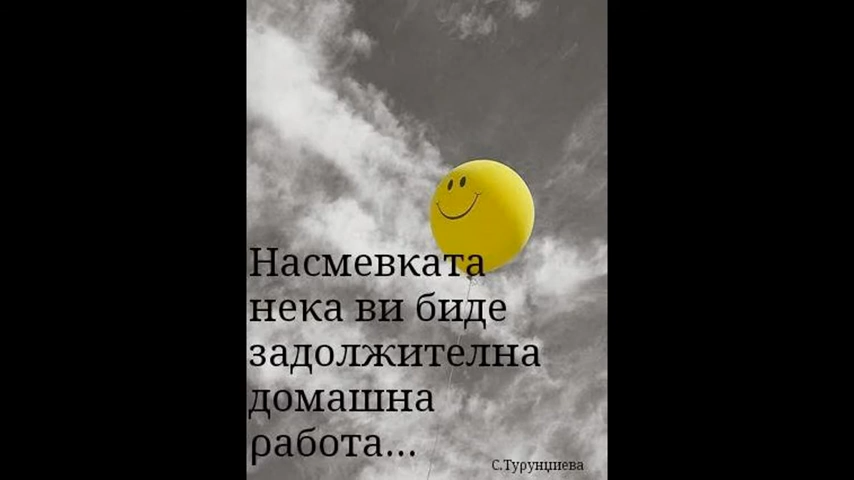 Насмевката
нека ви биде
задолжителна
домашна
работа...
С.Турунџиева